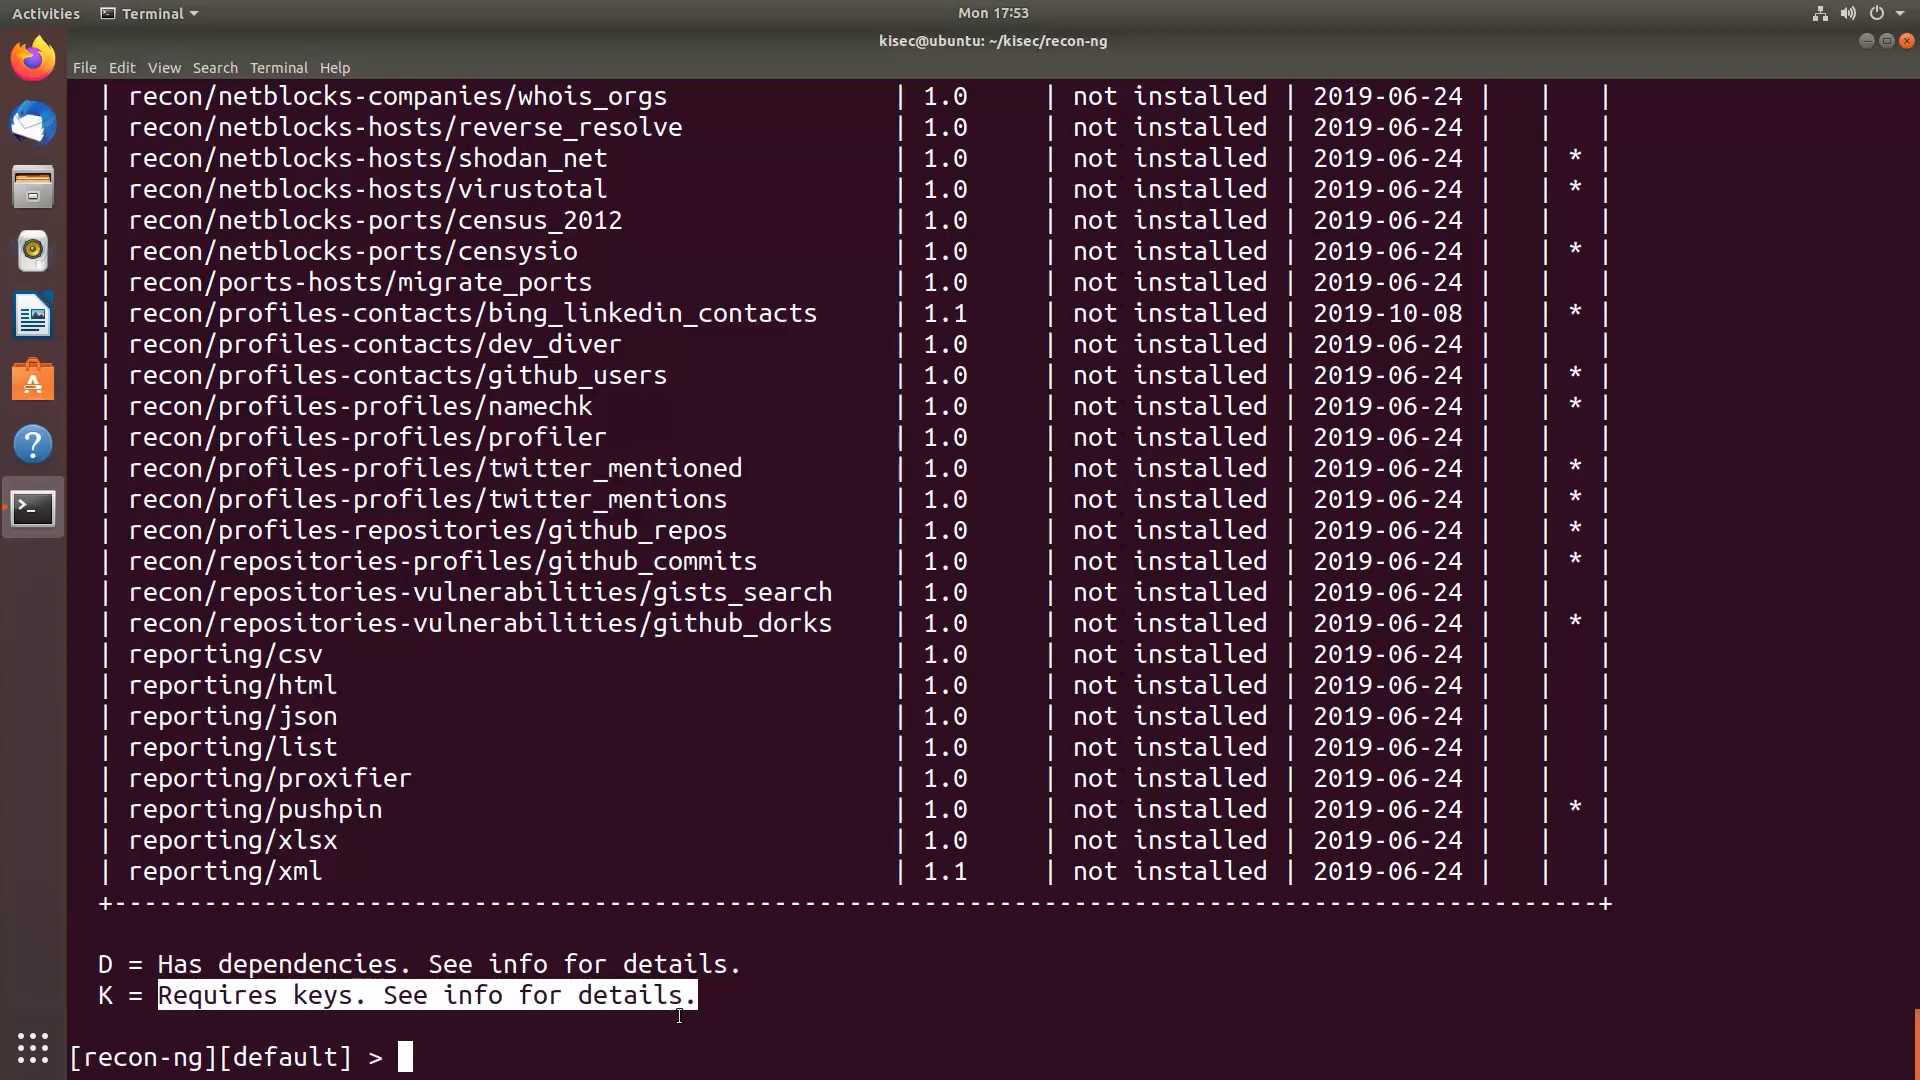 Activities Terminal Mon 17:53
kisec@ubuntu: ~/kisec/recon-ng
File Edit View Search Terminal Help
| recon/netblocks-companies/whois_orgs | 1.0 | not installed | 2019-06-24 | | |
| recon/netblocks-hosts/reverse_resolve | 1.0 | not installed | 2019-06-24 | | |
| recon/netblocks-hosts/shodan_net | 1.0 | not installed | 2019-06-24 | | * |
| recon/netblocks-hosts/virustotal | 1.0 | not installed | 2019-06-24 | | * |
| recon/netblocks-ports/census_2012 | 1.0 | not installed | 2019-06-24 | | |
| recon/netblocks-ports/censysio | 1.0 | not installed | 2019-06-24 | | * |
| recon/ports-hosts/migrate_ports | 1.0 | not installed | 2019-06-24 | | |
| recon/profiles-contacts/bing_linkedin_contacts | 1.1 | not installed | 2019-10-08 | | * |
| recon/profiles-contacts/dev_diver | 1.0 | not installed | 2019-06-24 | | |
| recon/profiles-contacts/github_users | 1.0 | not installed | 2019-06-24 | | * |
| recon/profiles-profiles/namechk | 1.0 | not installed | 2019-06-24 | | * |
| recon/profiles-profiles/profiler | 1.0 | not installed | 2019-06-24 | | |
| recon/profiles-profiles/twitter_mentioned | 1.0 | not installed | 2019-06-24 | | * |
| recon/profiles-profiles/twitter_mentions | 1.0 | not installed | 2019-06-24 | | * |
| recon/profiles-repositories/github_repos | 1.0 | not installed | 2019-06-24 | | * |
| recon/repositories-profiles/github_commits | 1.0 | not installed | 2019-06-24 | | * |
| recon/repositories-vulnerabilities/gists_search | 1.0 | not installed | 2019-06-24 | | |
| recon/repositories-vulnerabilities/github_dorks | 1.0 | not installed | 2019-06-24 | | * |
| reporting/csv | 1.0 | not installed | 2019-06-24 | | |
| reporting/html | 1.0 | not installed | 2019-06-24 | | |
| reporting/json | 1.0 | not installed | 2019-06-24 | | |
| reporting/list | 1.0 | not installed | 2019-06-24 | | |
| reporting/proxifier | 1.0 | not installed | 2019-06-24 | | |
| reporting/pushpin | 1.0 | not installed | 2019-06-24 | | * |
| reporting/xlsx | 1.0 | not installed | 2019-06-24 | | |
| reporting/xml | 1.1 | not installed | 2019-06-24 | | |
+---------------------------------------------------------------------------------------------------+
D = Has dependencies. See info for details.
K = Requires keys. See info for details.
[recon-ng][default] >